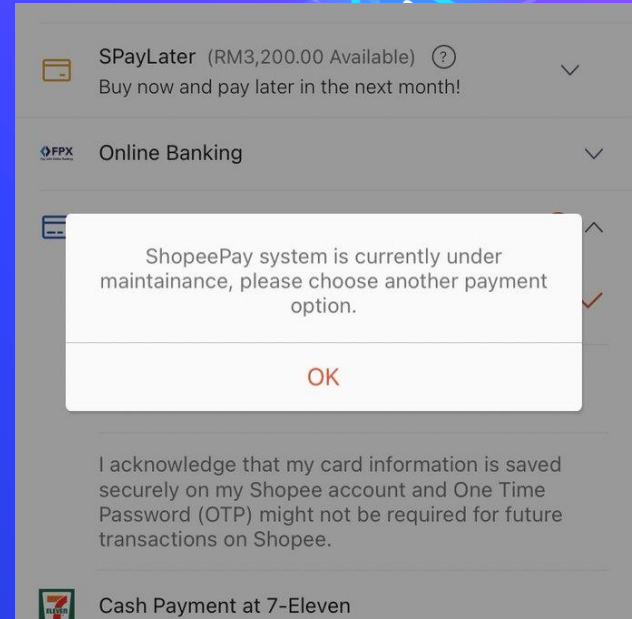 SPayLater (RM3,200.00 Available) ?
Buy now and pay later in the next month!
FPX
Online Banking
ShopeePay system is currently under
maintainance, please choose another payment
option.
OK
I acknowledge that my card information is saved
securely on my Shopee account and One Time
Password (OTP) might not be required for future
transactions on Shopee.
7
ELEVEN
Cash Payment at 7-Eleven